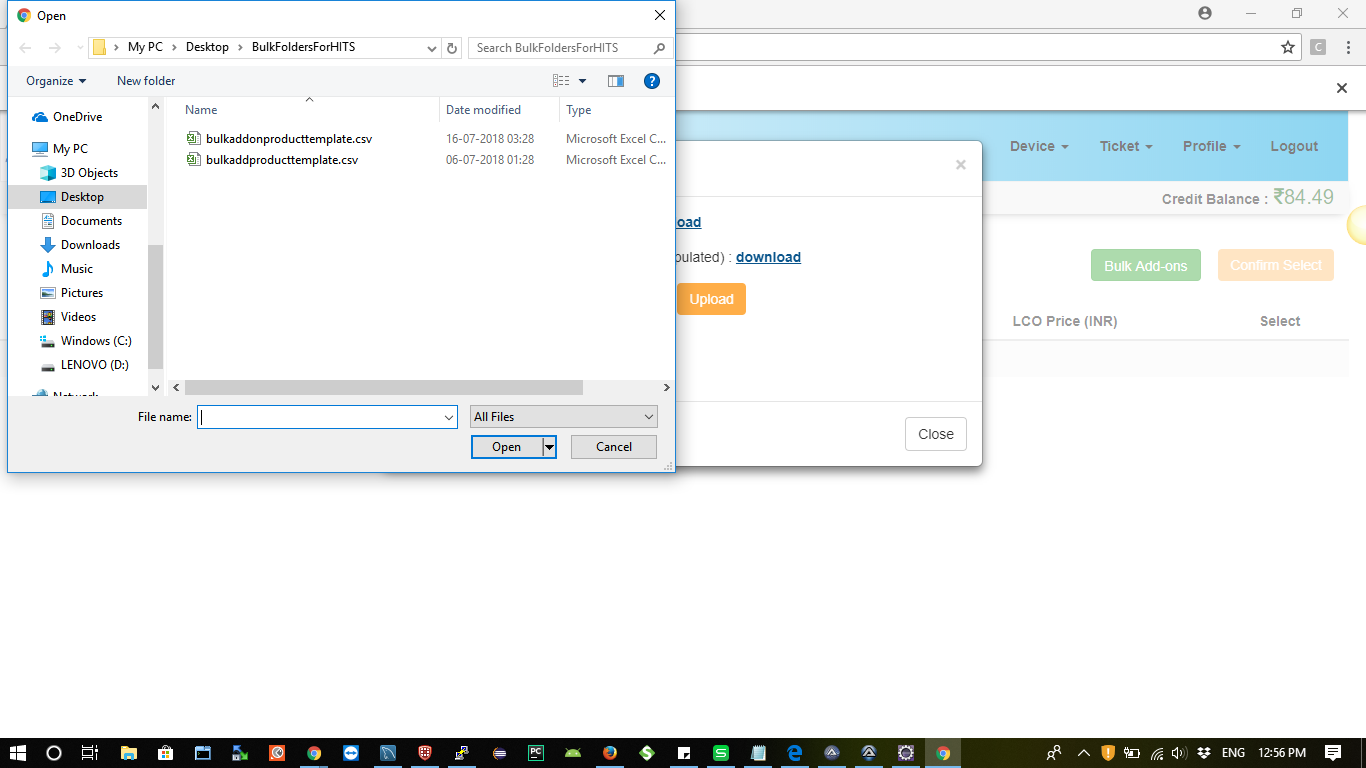 Open
My PC > Desktop > BulkFoldersForHITS
Search BulkFoldersForHITS
Organize
New folder
Name
Date modified
Type
OneDrive
My PC
3D Objects
Desktop
Documents
Downloads
Music
Pictures
Videos
Windows (C:)
LENOVO (D:)
Network
bulkaddonproducttemplate.csv 16-07-2018 03:28 Microsoft Excel C...
bulkaddproducttemplate.csv 06-07-2018 01:28 Microsoft Excel C...
File name:
All Files
Open
Cancel
Device
Ticket
Profile
Logout
Credit Balance : ₹84.49
oad
pulated) : download
Upload
Bulk Add-ons
Confirm Select
LCO Price (INR)
Select
Close
ENG
12:56 PM